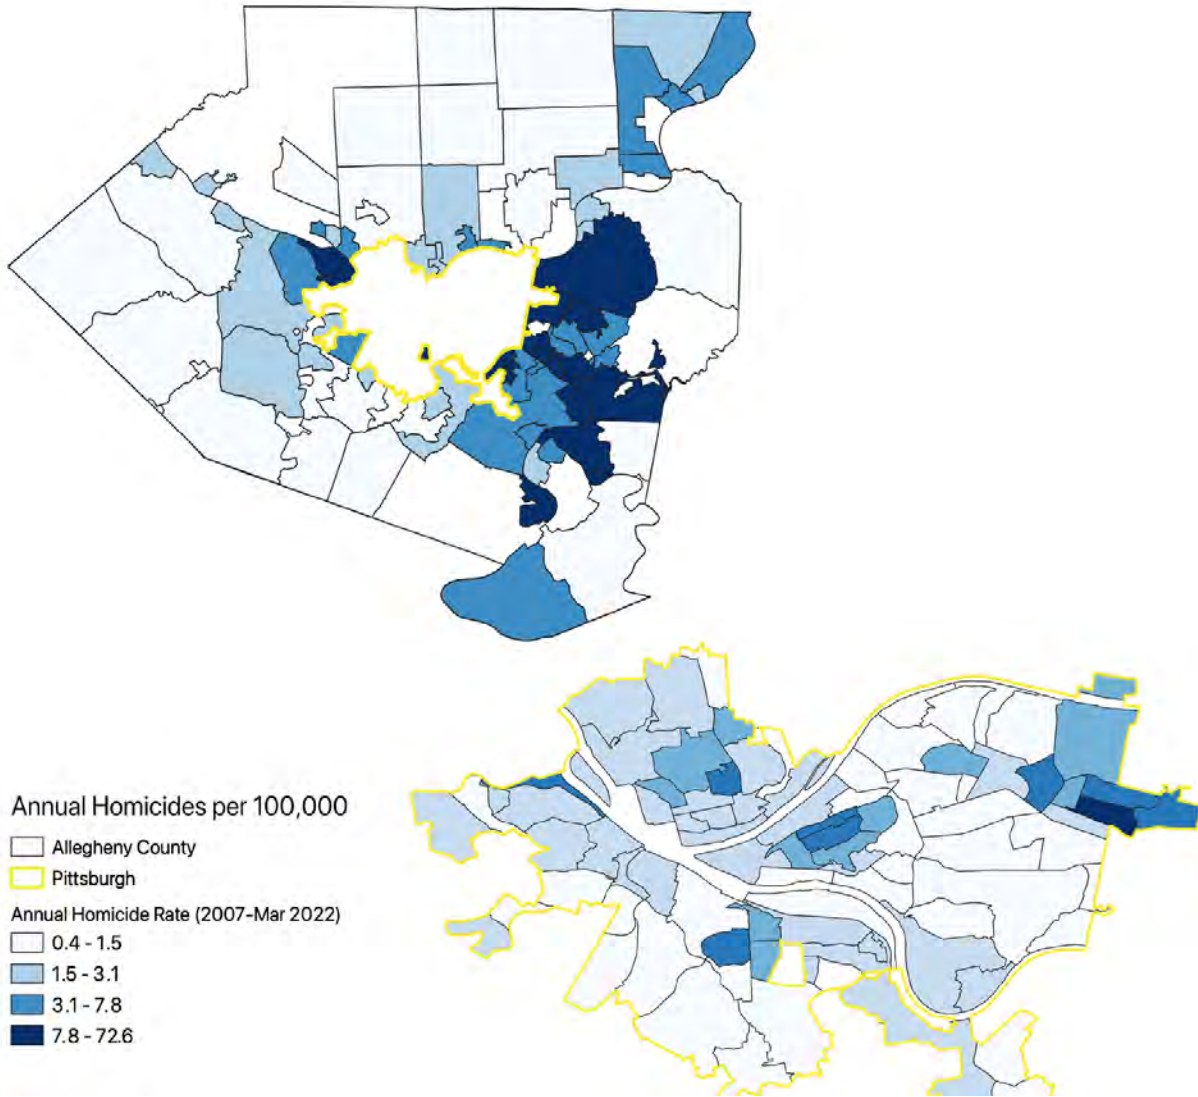 Annual Homicides per 100,000
Allegheny County
Pittsburgh
Annual Homicide Rate (2007-Mar 2022)
0.4 - 1.5
1.5 - 3.1
3.1 - 7.8
7.8 - 72.6